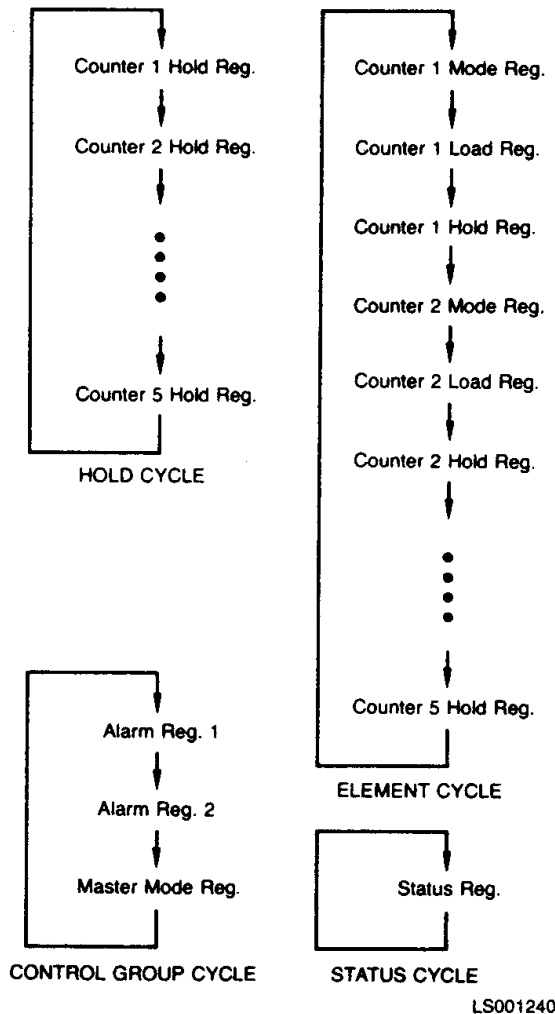 Counter 1 Hold Reg.
Counter 2 Hold Reg.
Counter 5 Hold Reg.
HOLD CYCLE
Counter 1 Mode Reg.
Counter 1 Load Reg.
Counter 1 Hold Reg.
Counter 2 Mode Reg.
Counter 2 Load Reg.
Counter 2 Hold Reg.
Counter 5 Hold Reg.
ELEMENT CYCLE
Alarm Reg. 1
Alarm Reg. 2
Master Mode Reg.
CONTROL GROUP CYCLE
Status Reg.
STATUS CYCLE
LS001240